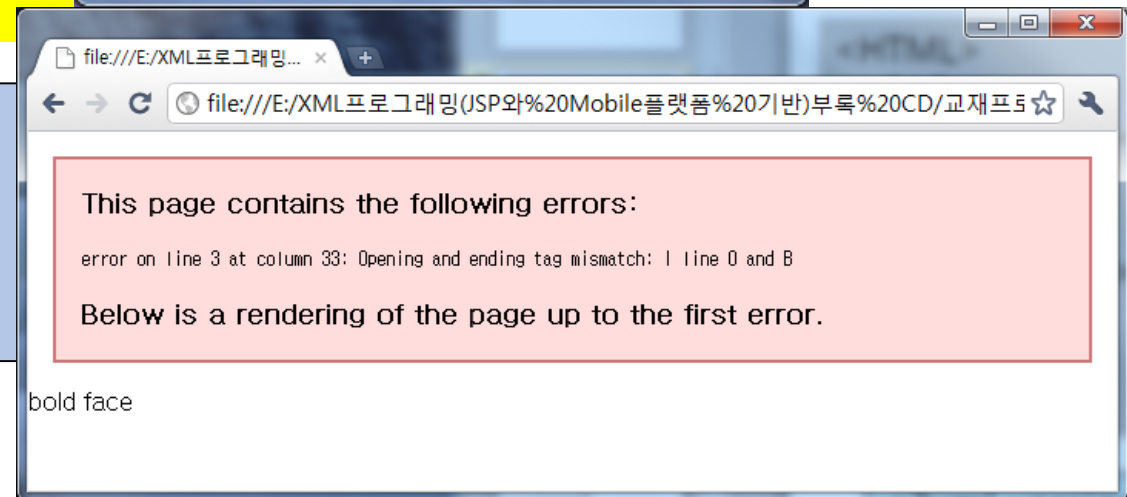 <HTML>
file:///E:/XML프로그래밍...
file:///E:/XML프로그래밍(JSP와%20Mobile플랫폼%20기반)부록%20CD/교재프로
This page contains the following errors:
error on line 3 at column 33: Opening and ending tag mismatch: I line 0 and B
Below is a rendering of the page up to the first error.
bold face